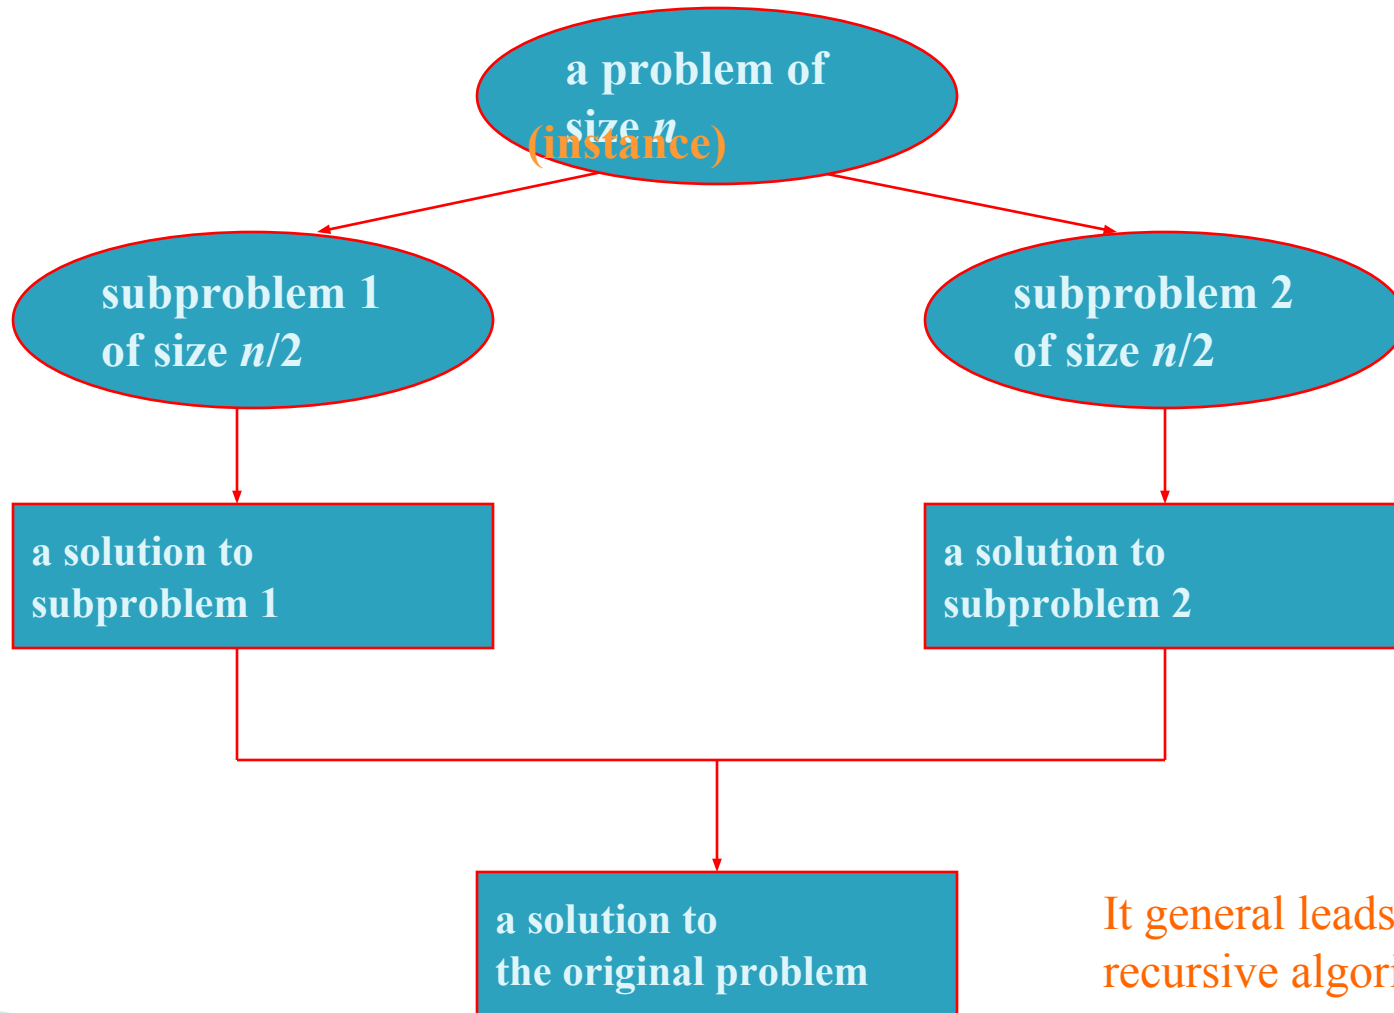 a problem of
size n
(instance)
subproblem 1
of size n/2
subproblem 2
of size n/2
a solution to
subproblem 1
a solution to
subproblem 2
a solution to
the original problem
It general leads
recursive